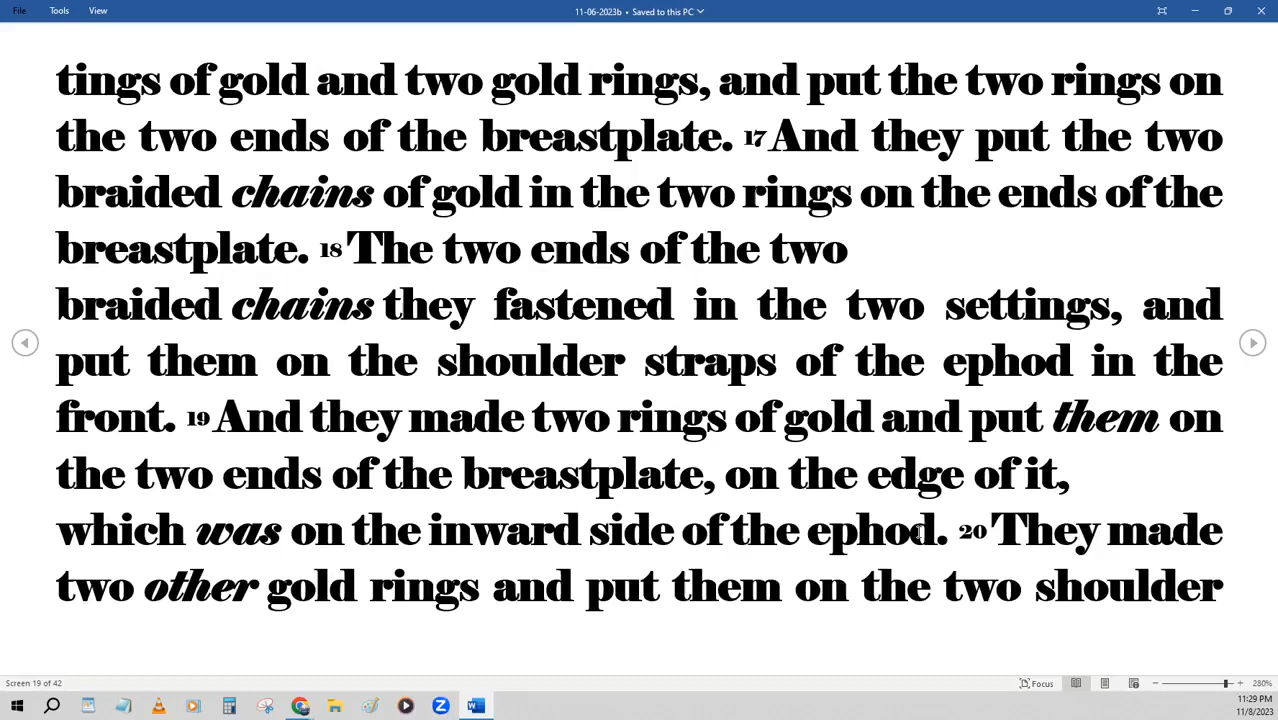 File Tools View 11-06-2023b • Saved to this PC
tings of gold and two gold rings, and put the two rings on
the two ends of the breastplate. 17 And they put the two
braided chains of gold in the two rings on the ends of the
breastplate. 18 The two ends of the two
braided chains they fastened in the two settings, and
put them on the shoulder straps of the ephod in the
front. 19 And they made two rings of gold and put them on
the two ends of the breastplate, on the edge of it,
which was on the inward side of the ephod. 20 They made
two other gold rings and put them on the two shoulder
Screen 19 of 42 Focus 280%
11:29 PM
11/8/2023